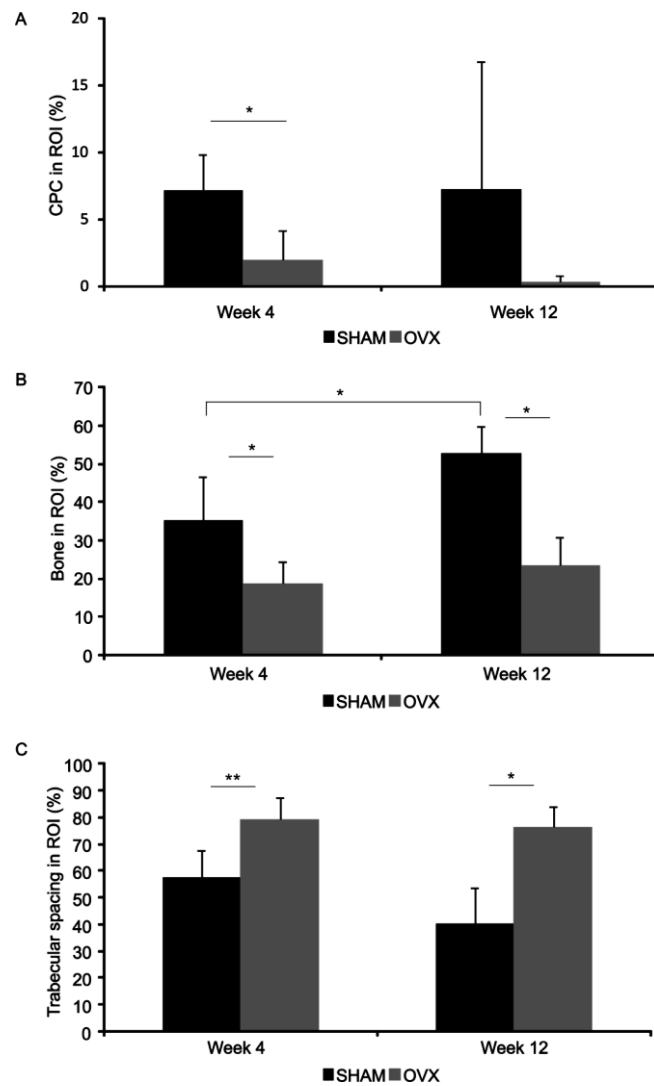 A
CPC in ROI (%)
20
15
10
5
0
*
Week 4
Week 12
SHAM OVX
B
Bone in ROI (%)
70
60
50
40
30
20
10
0
*
*
*
Week 4
Week 12
SHAM OVX
C
Trabecular spacing in ROI (%)
100
90
80
70
60
50
40
30
20
10
0
**
*
Week 4
Week 12
SHAM OVX